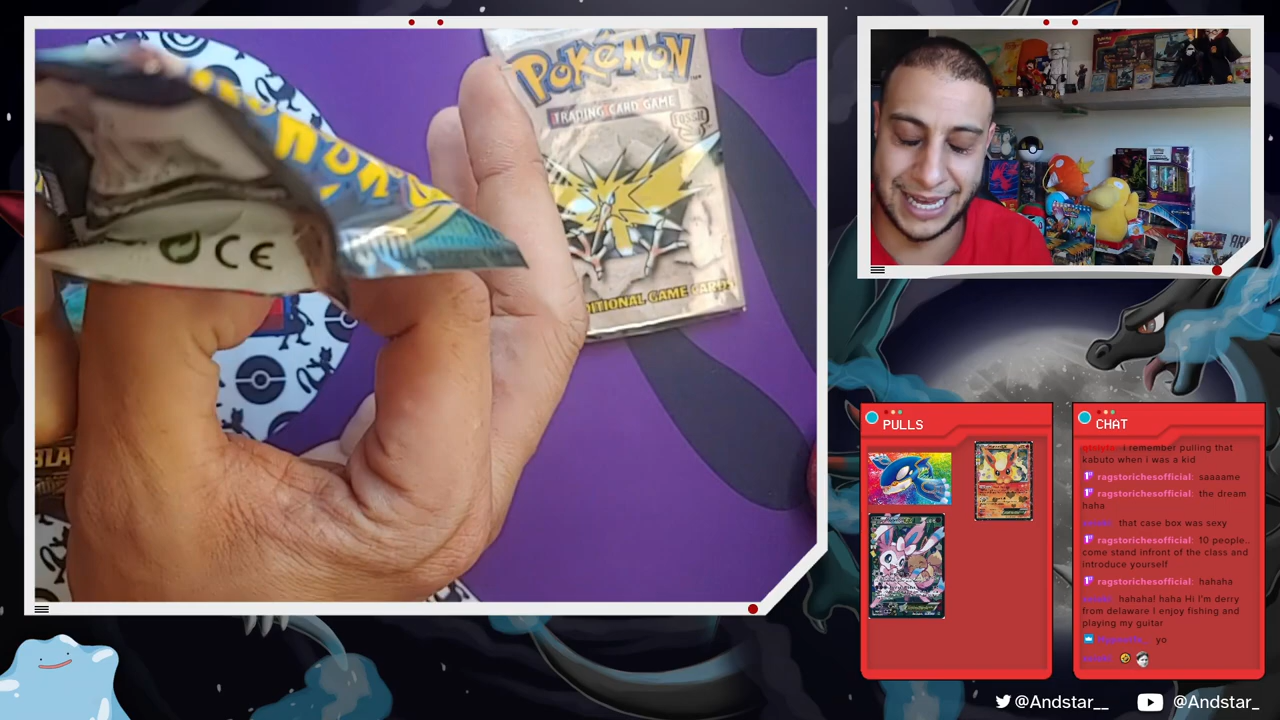 POKéMON
TRADING CARD GAME
FOSSIL
DITIONAL GAME CARDS
CE
PULLS
CHAT
i remember pulling that
kabuto when i was a kid
ragstorichesofficial: saaaame
ragstorichesofficial: the dream
haha
that case box was sexy
ragstorichesofficial: 10 people..
come stand infront of the class and
introduce yourself
ragstorichesofficial: hahaha
hahaha! haha Hi I'm derry
from delaware I enjoy fishing and
playing my guitar
yo
@Andstar__
@Andstar_